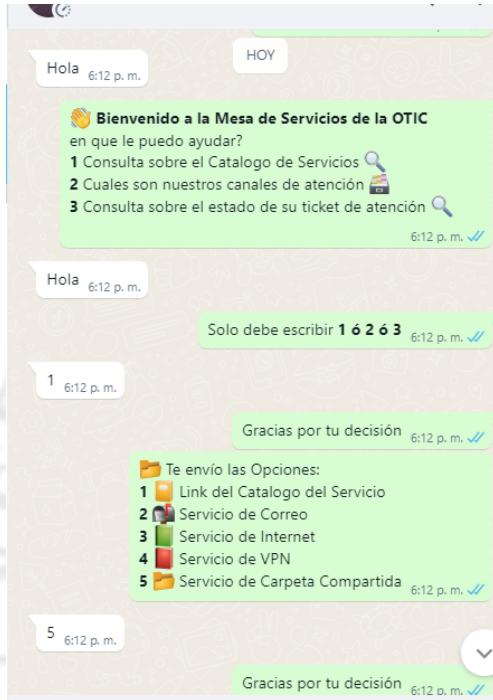 HOY
Hola 6:12 p. m.
Bienvenido a la Mesa de Servicios de la OTIC
en que le puedo ayudar?
1 Consulta sobre el Catalogo de Servicios
2 Cuales son nuestros canales de atención
3 Consulta sobre el estado de su ticket de atención
6:12 p. m.
Hola 6:12 p. m.
Solo debe escribir 1 ó 2 ó 3 6:12 p. m.
1 6:12 p. m.
Gracias por tu decisión 6:12 p. m.
Te envío las Opciones:
1 Link del Catalogo del Servicio
2 Servicio de Correo
3 Servicio de Internet
4 Servicio de VPN
5 Servicio de Carpeta Compartida 6:12 p. m.
5 6:12 p. m.
Gracias por tu decisión 6:12 p. m.